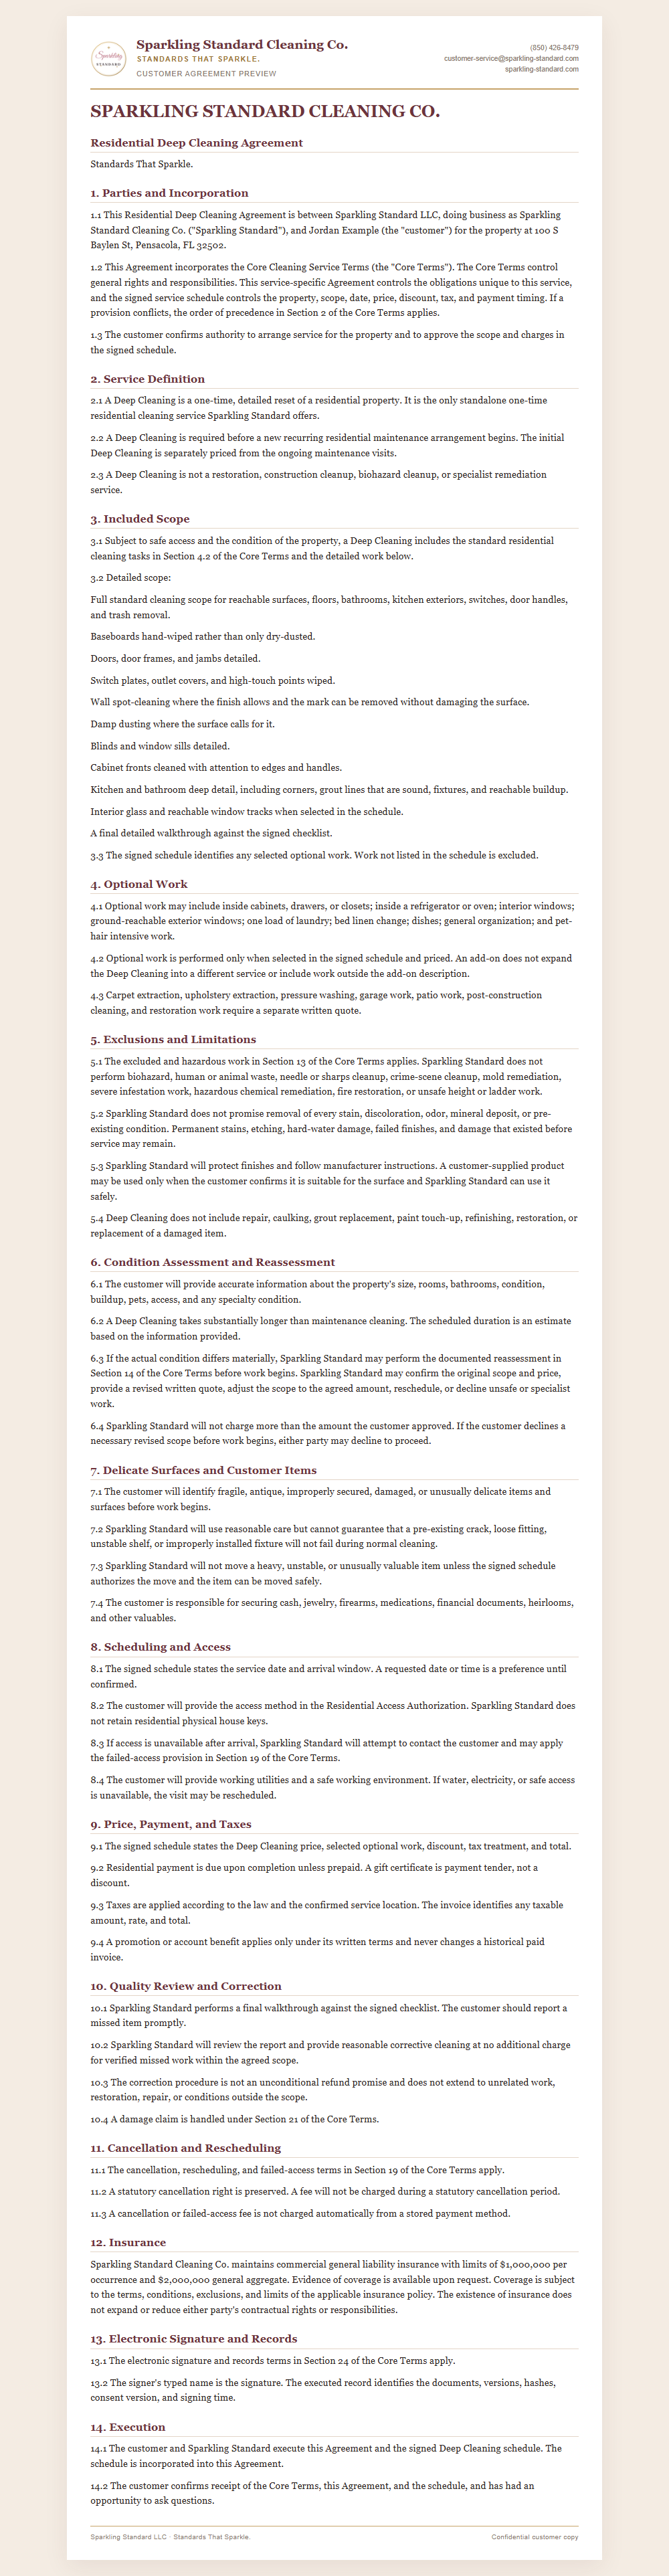 Sparkling
STANDARD
Sparkling Standard Cleaning Co.
STANDARDS THAT SPARKLE.
CUSTOMER AGREEMENT PREVIEW
(850) 426-8479
customer-service@sparkling-standard.com
sparkling-standard.com
SPARKLING STANDARD CLEANING CO.
Residential Deep Cleaning Agreement
Standards That Sparkle.
1. Parties and Incorporation
1.1 This Residential Deep Cleaning Agreement is between Sparkling Standard LLC, doing business as Sparkling
Standard Cleaning Co. ("Sparkling Standard"), and Jordan Example (the "customer") for the property at 100 S
Baylen St, Pensacola, FL 32502.
1.2 This Agreement incorporates the Core Cleaning Service Terms (the "Core Terms"). The Core Terms control
general rights and responsibilities. This service-specific Agreement controls the obligations unique to this service,
and the signed service schedule controls the property, scope, date, price, discount, tax, and payment timing. If a
provision conflicts, the order of precedence in Section 2 of the Core Terms applies.
1.3 The customer confirms authority to arrange service for the property and to approve the scope and charges in
the signed schedule.
2. Service Definition
2.1 A Deep Cleaning is a one-time, detailed reset of a residential property. It is the only standalone one-time
residential cleaning service Sparkling Standard offers.
2.2 A Deep Cleaning is required before a new recurring residential maintenance arrangement begins. The initial
Deep Cleaning is separately priced from the ongoing maintenance visits.
2.3 A Deep Cleaning is not a restoration, construction cleanup, biohazard cleanup, or specialist remediation
service.
3. Included Scope
3.1 Subject to safe access and the condition of the property, a Deep Cleaning includes the standard residential
cleaning tasks in Section 4.2 of the Core Terms and the detailed work below.
3.2 Detailed scope:
Full standard cleaning scope for reachable surfaces, floors, bathrooms, kitchen exteriors, switches, door handles,
and trash removal.
Baseboards hand-wiped rather than only dry-dusted.
Doors, door frames, and jambs detailed.
Switch plates, outlet covers, and high-touch points wiped.
Wall spot-cleaning where the finish allows and the mark can be removed without damaging the surface.
Damp dusting where the surface calls for it.
Blinds and window sills detailed.
Cabinet fronts cleaned with attention to edges and handles.
Kitchen and bathroom deep detail, including corners, grout lines that are sound, fixtures, and reachable buildup.
Interior glass and reachable window tracks when selected in the schedule.
A final detailed walkthrough against the signed checklist.
3.3 The signed schedule identifies any selected optional work. Work not listed in the schedule is excluded.
4. Optional Work
4.1 Optional work may include inside cabinets, drawers, or closets; inside a refrigerator or oven; interior windows;
ground-reachable exterior windows; one load of laundry; bed linen change; dishes; general organization; and pet-
hair intensive work.
4.2 Optional work is performed only when selected in the signed schedule and priced. An add-on does not expand
the Deep Cleaning into a different service or include work outside the add-on description.
4.3 Carpet extraction, upholstery extraction, pressure washing, garage work, patio work, post-construction
cleaning, and restoration work require a separate written quote.
5. Exclusions and Limitations
5.1 The excluded and hazardous work in Section 13 of the Core Terms applies. Sparkling Standard does not
perform biohazard, human or animal waste, needle or sharps cleanup, crime-scene cleanup, mold remediation,
severe infestation work, hazardous chemical remediation, fire restoration, or unsafe height or ladder work.
5.2 Sparkling Standard does not promise removal of every stain, discoloration, odor, mineral deposit, or pre-
existing condition. Permanent stains, etching, hard-water damage, failed finishes, and damage that existed before
service may remain.
5.3 Sparkling Standard will protect finishes and follow manufacturer instructions. A customer-supplied product
may be used only when the customer confirms it is suitable for the surface and Sparkling Standard can use it
safely.
5.4 Deep Cleaning does not include repair, caulking, grout replacement, paint touch-up, refinishing, restoration, or
replacement of a damaged item.
6. Condition Assessment and Reassessment
6.1 The customer will provide accurate information about the property's size, rooms, bathrooms, condition,
buildup, pets, access, and any specialty condition.
6.2 A Deep Cleaning takes substantially longer than maintenance cleaning. The scheduled duration is an estimate
based on the information provided.
6.3 If the actual condition differs materially, Sparkling Standard may perform the documented reassessment in
Section 14 of the Core Terms before work begins. Sparkling Standard may confirm the original scope and price,
provide a revised written quote, adjust the scope to the agreed amount, reschedule, or decline unsafe or specialist
work.
6.4 Sparkling Standard will not charge more than the amount the customer approved. If the customer declines a
necessary revised scope before work begins, either party may decline to proceed.
7. Delicate Surfaces and Customer Items
7.1 The customer will identify fragile, antique, improperly secured, damaged, or unusually delicate items and
surfaces before work begins.
7.2 Sparkling Standard will use reasonable care but cannot guarantee that a pre-existing crack, loose fitting,
unstable shelf, or improperly installed fixture will not fail during normal cleaning.
7.3 Sparkling Standard will not move a heavy, unstable, or unusually valuable item unless the signed schedule
authorizes the move and the item can be moved safely.
7.4 The customer is responsible for securing cash, jewelry, firearms, medications, financial documents, heirlooms,
and other valuables.
8. Scheduling and Access
8.1 The signed schedule states the service date and arrival window. A requested date or time is a preference until
confirmed.
8.2 The customer will provide the access method in the Residential Access Authorization. Sparkling Standard does
not retain residential physical house keys.
8.3 If access is unavailable after arrival, Sparkling Standard will attempt to contact the customer and may apply
the failed-access provision in Section 19 of the Core Terms.
8.4 The customer will provide working utilities and a safe working environment. If water, electricity, or safe access
is unavailable, the visit may be rescheduled.
9. Price, Payment, and Taxes
9.1 The signed schedule states the Deep Cleaning price, selected optional work, discount, tax treatment, and total.
9.2 Residential payment is due upon completion unless prepaid. A gift certificate is payment tender, not a
discount.
9.3 Taxes are applied according to the law and the confirmed service location. The invoice identifies any taxable
amount, rate, and total.
9.4 A promotion or account benefit applies only under its written terms and never changes a historical paid
invoice.
10. Quality Review and Correction
10.1 Sparkling Standard performs a final walkthrough against the signed checklist. The customer should report a
missed item promptly.
10.2 Sparkling Standard will review the report and provide reasonable corrective cleaning at no additional charge
for verified missed work within the agreed scope.
10.3 The correction procedure is not an unconditional refund promise and does not extend to unrelated work,
restoration, repair, or conditions outside the scope.
10.4 A damage claim is handled under Section 21 of the Core Terms.
11. Cancellation and Rescheduling
11.1 The cancellation, rescheduling, and failed-access terms in Section 19 of the Core Terms apply.
11.2 A statutory cancellation right is preserved. A fee will not be charged during a statutory cancellation period.
11.3 A cancellation or failed-access fee is not charged automatically from a stored payment method.
12. Insurance
Sparkling Standard Cleaning Co. maintains commercial general liability insurance with limits of $1,000,000 per
occurrence and $2,000,000 general aggregate. Evidence of coverage is available upon request. Coverage is subject
to the terms, conditions, exclusions, and limits of the applicable insurance policy. The existence of insurance does
not expand or reduce either party's contractual rights or responsibilities.
13. Electronic Signature and Records
13.1 The electronic signature and records terms in Section 24 of the Core Terms apply.
13.2 The signer's typed name is the signature. The executed record identifies the documents, versions, hashes,
consent version, and signing time.
14. Execution
14.1 The customer and Sparkling Standard execute this Agreement and the signed Deep Cleaning schedule. The
schedule is incorporated into this Agreement.
14.2 The customer confirms receipt of the Core Terms, this Agreement, and the schedule, and has had an
opportunity to ask questions.
Sparkling Standard LLC · Standards That Sparkle.
Confidential customer copy